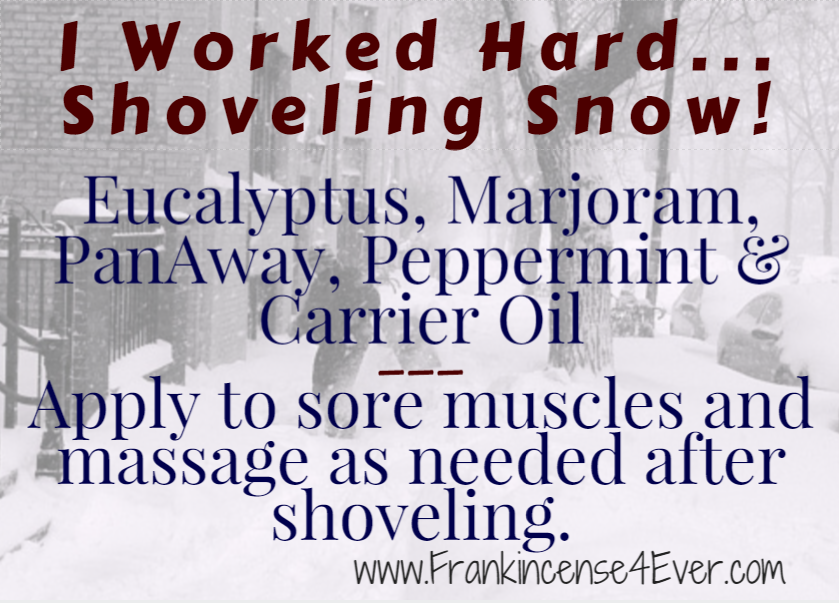 I Worked Hard...
Shoveling Snow!
Eucalyptus, Marjoram,
PanAway, Peppermint &
Carrier Oil
___
Apply to sore muscles and
massage as needed after
shoveling.
www.Frankincense4Ever.com